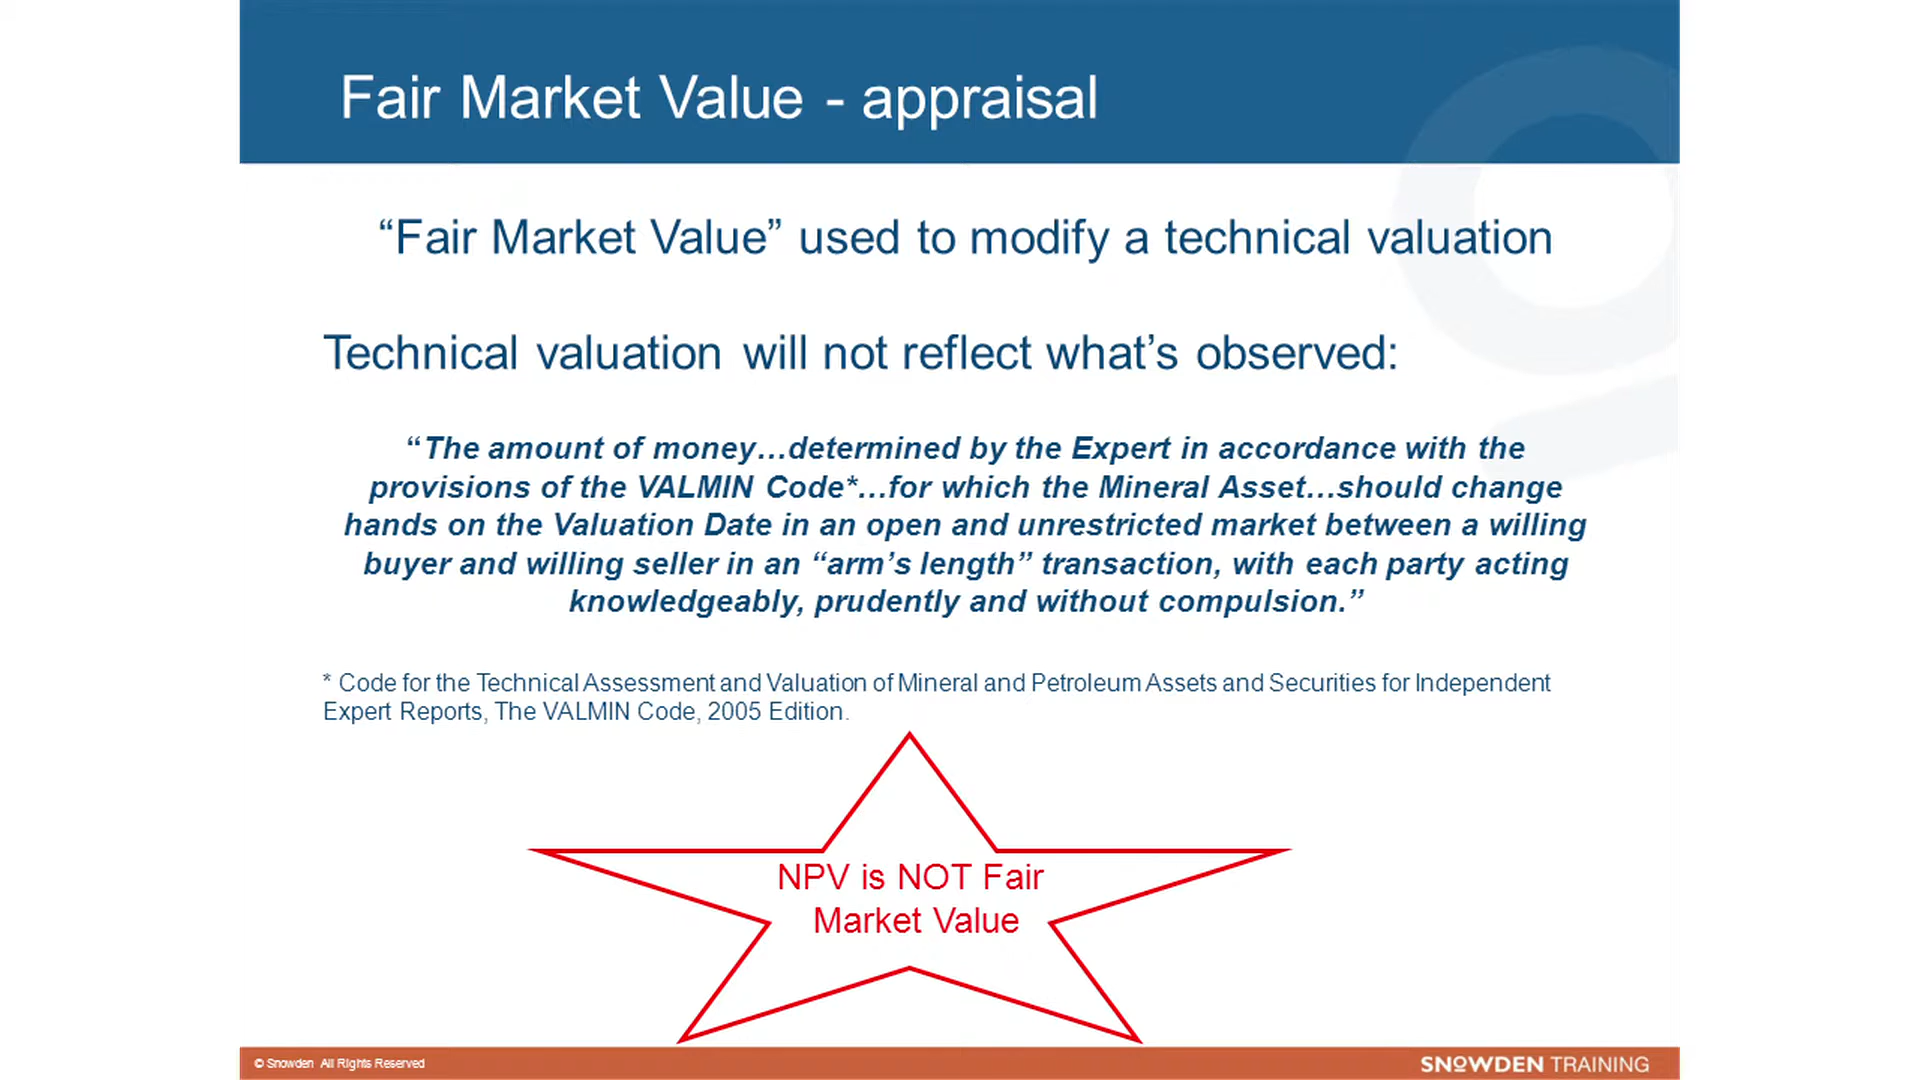 Fair Market Value - appraisal
“Fair Market Value” used to modify a technical valuation
Technical valuation will not reflect what’s observed:
“The amount of money…determined by the Expert in accordance with the
provisions of the VALMIN Code*…for which the Mineral Asset…should change
hands on the Valuation Date in an open and unrestricted market between a willing
buyer and willing seller in an “arm’s length” transaction, with each party acting
knowledgeably, prudently and without compulsion.”
* Code for the Technical Assessment and Valuation of Mineral and Petroleum Assets and Securities for Independent
Expert Reports, The VALMIN Code, 2005 Edition.
NPV is NOT Fair
Market Value
© Snowden All Rights Reserved
SNOWDEN TRAINING